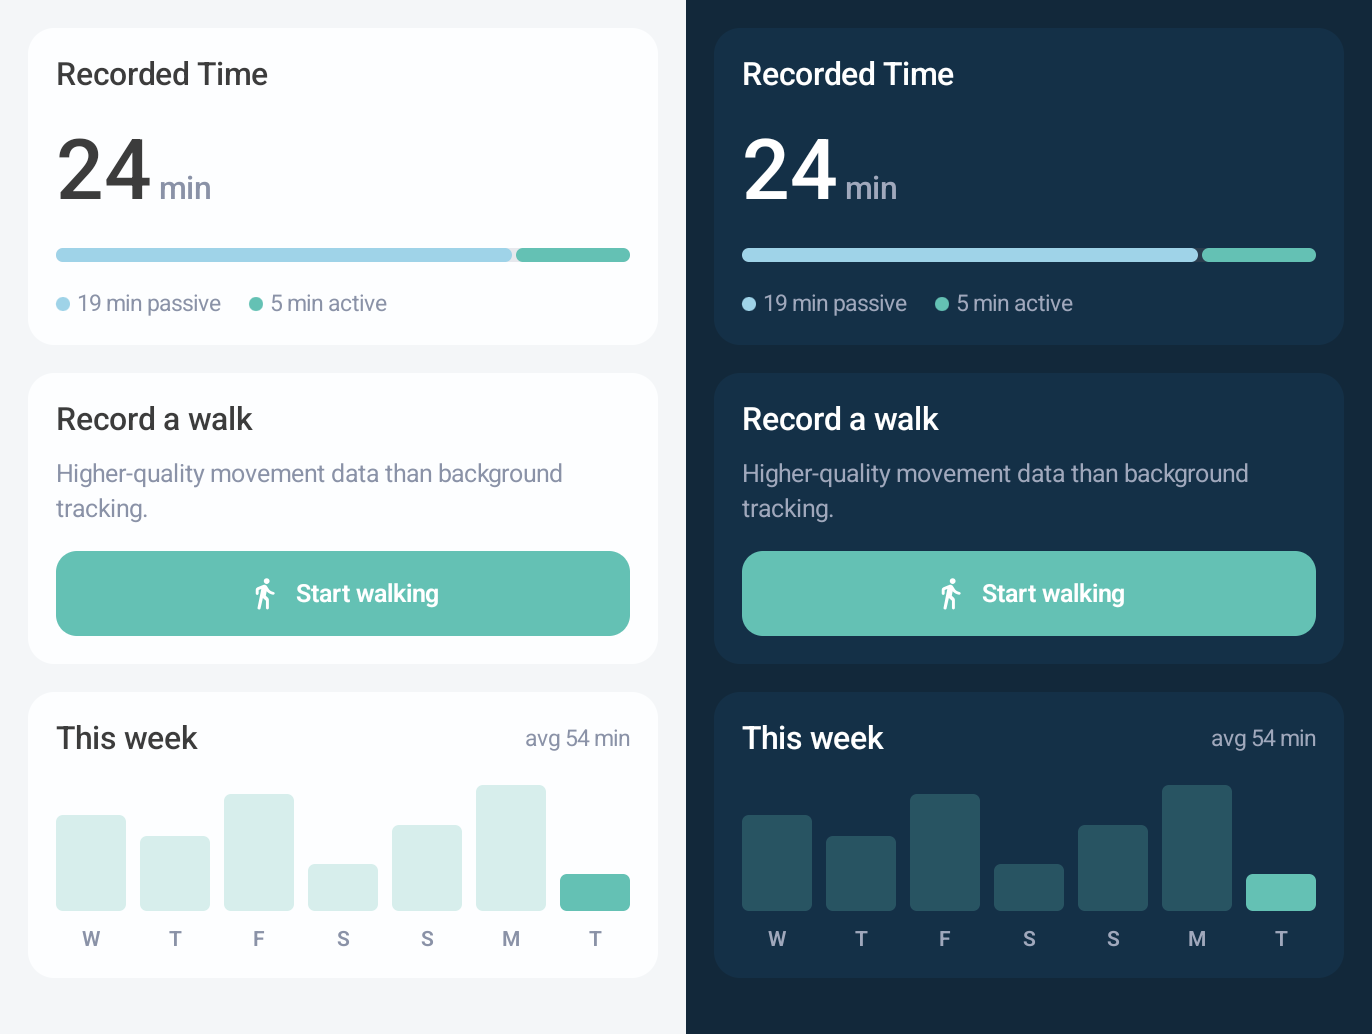 Recorded Time
24 min
19 min passive 5 min active
Record a walk
Higher-quality movement data than background
tracking.
Start walking
This week avg 54 min
W T F S S M T
Recorded Time
24 min
19 min passive 5 min active
Record a walk
Higher-quality movement data than background
tracking.
Start walking
This week avg 54 min
W T F S S M T